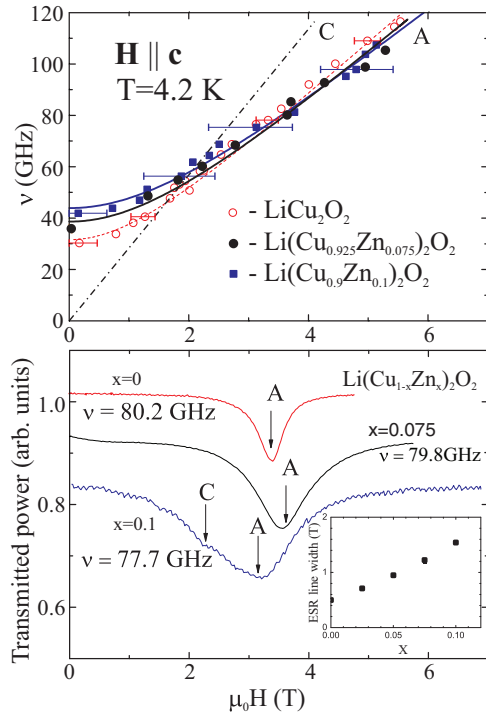 120
100
80
60
40
20
0
ν (GHz)
H || c
T=4.2 K
C
A
- LiCu₂O₂
- Li(Cu₀.₉₂₅Zn₀.₀₇₅)₂O₂
- Li(Cu₀.₉Zn₀.₁)₂O₂
0 2 4 6
Transmitted power (arb. units)
1.0
0.8
0.6
x=0
ν = 80.2 GHz
A
Li(Cu₁₋ₓZnₓ)₂O₂
x=0.075
ν = 79.8GHz
A
C
A
x=0.1
ν = 77.7 GHz
ESR line width (T)
2
1
0
0.00 0.05 0.10
X
0 2 4 6
μ₀H (T)